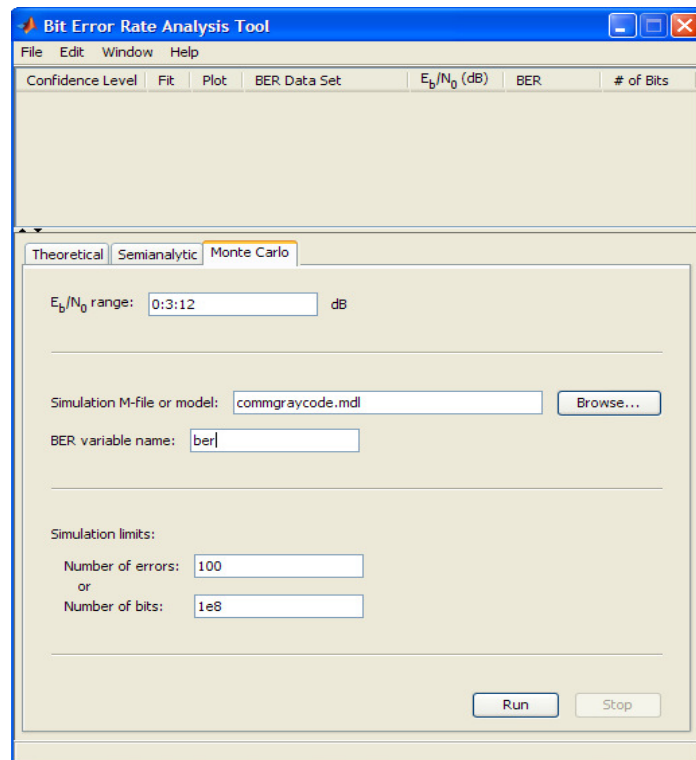 Bit Error Rate Analysis Tool
File Edit Window Help
Confidence Level Fit Plot BER Data Set Eb/N0 (dB) BER # of Bits
Theoretical Semianalytic Monte Carlo
Eb/N0 range: 0:3:12 dB
Simulation M-file or model: commgraycode.mdl Browse...
BER variable name: ber
Simulation limits:
Number of errors: 100
or
Number of bits: 1e8
Run Stop